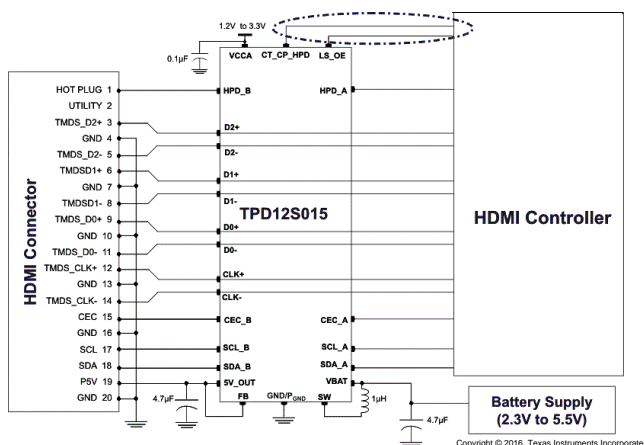 1.2V to 3.3V
0.1µF
VCCA CT_CP_HPD LS_OE
HOT PLUG 1
UTILITY 2
TMDS_D2+ 3
GND 4
TMDS_D2- 5
TMDSD1+ 6
GND 7
TMDSD1- 8
TMDS_D0+ 9
GND 10
TMDS_D0- 11
TMDS_CLK+ 12
GND 13
TMDS_CLK- 14
CEC 15
GND 16
SCL 17
SDA 18
P5V 19
GND 20
HDMI Connector
HPD_B HPD_A
D2+
D2-
D1+
D1-
TPD12S015
D0+
D0-
CLK+
CLK-
CEC_B CEC_A
SCL_B SCL_A
SDA_B SDA_A
5V_OUT VBAT
FB GND/PGND SW
4.7µF
1µH
4.7µF
HDMI Controller
Battery Supply
(2.3V to 5.5V)
Copyright © 2016, Texas Instruments Incorporate